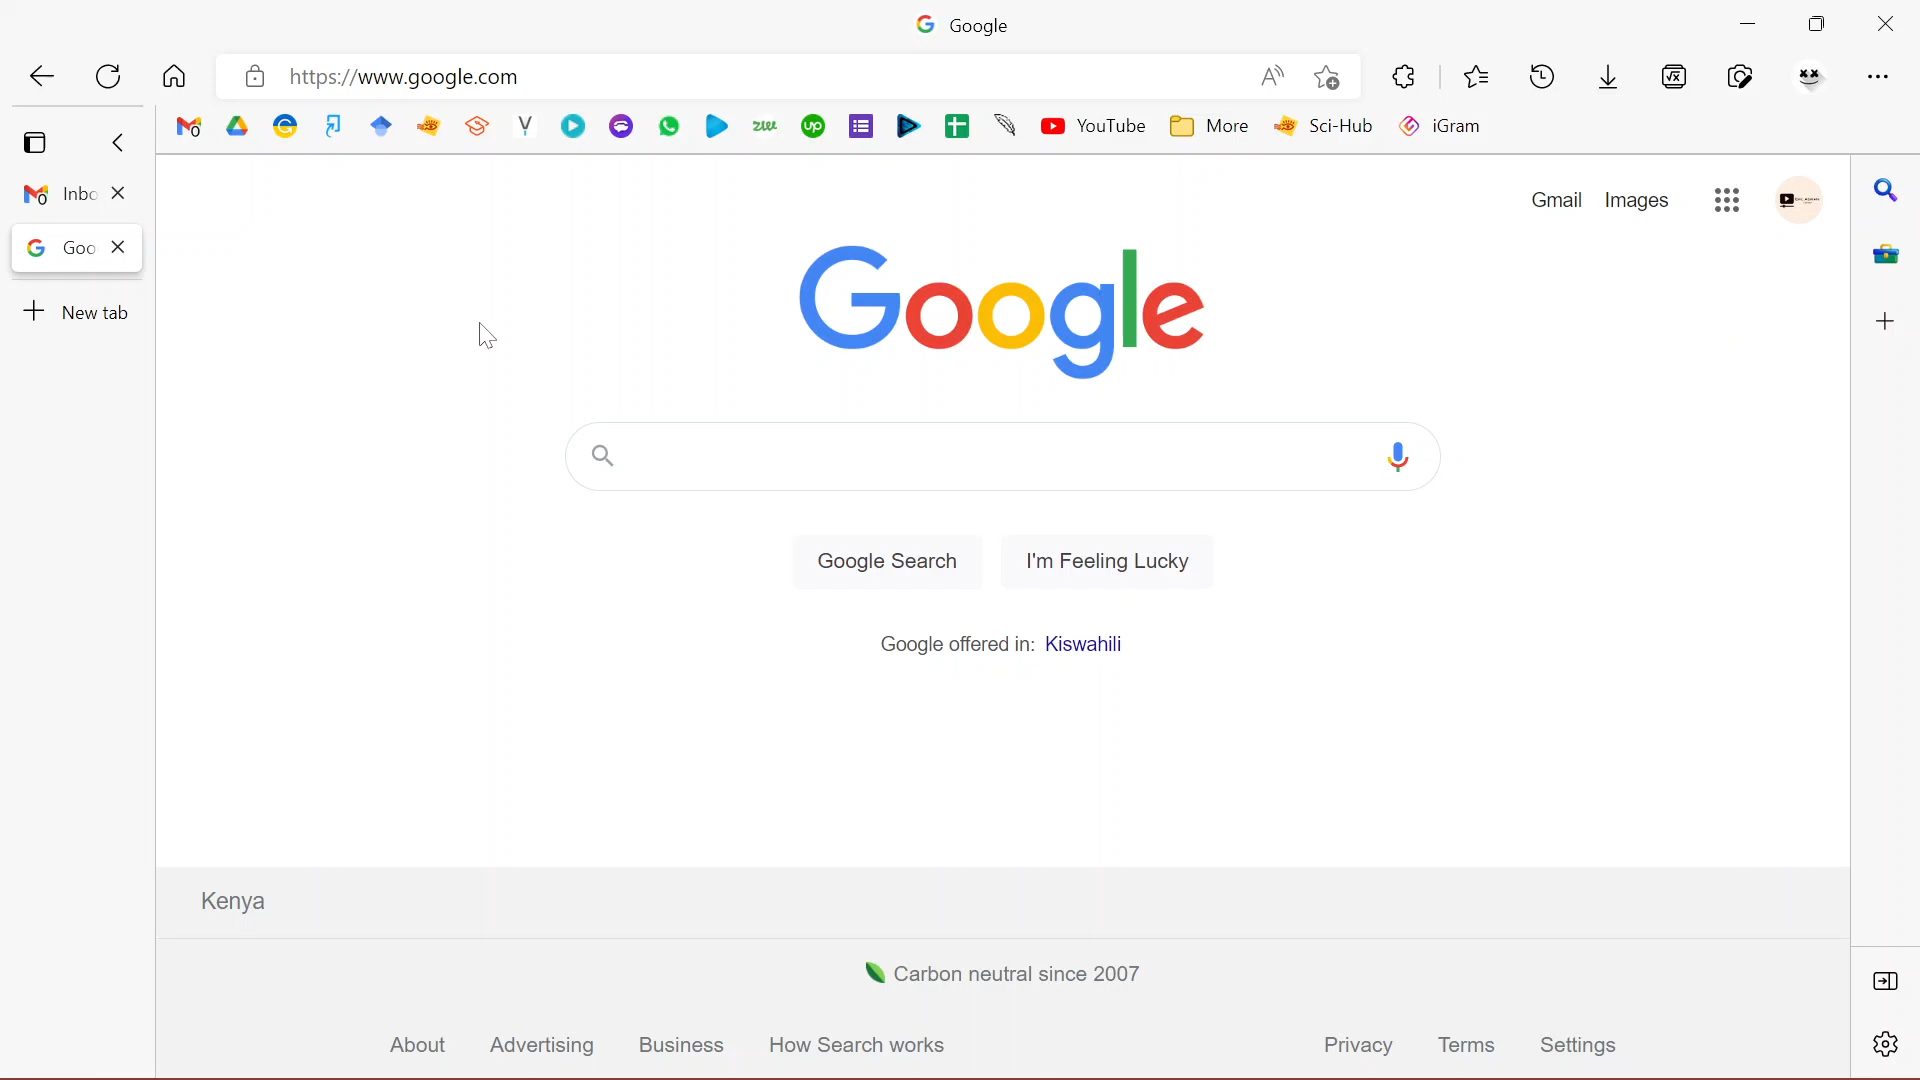 Google
https://www.google.com
YouTube More Sci-Hub iGram
Inbo
Goo
New tab
Gmail Images
Google
Google Search I'm Feeling Lucky
Google offered in: Kiswahili
Kenya
Carbon neutral since 2007
About Advertising Business How Search works Privacy Terms Settings